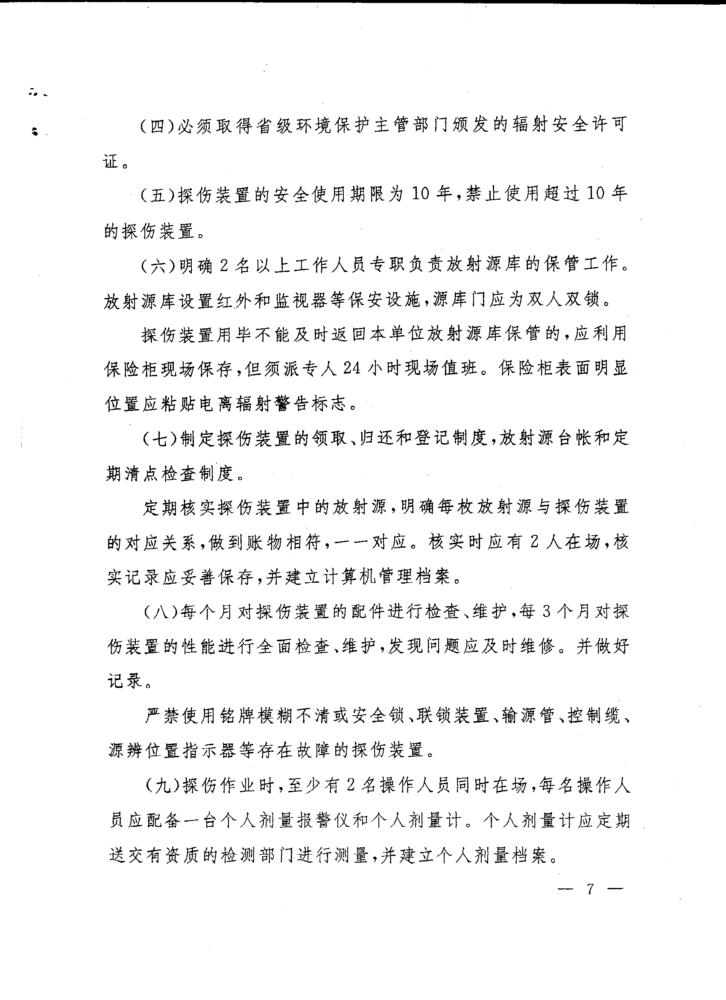 (四)必须取得省级环境保护主管部门颁发的辐射安全许可
证。
(五)探伤装置的安全使用期限为10年,禁止使用超过10年
的探伤装置。
(六)明确2名以上工作人员专职负责放射源库的保管工作。
放射源库设置红外和监视器等保安设施,源库门应为双人双锁。
探伤装置用毕不能及时返回本单位放射源库保管的,应利用
保险柜现场保存,但须派专人24小时现场值班。保险柜表面明显
位置应粘贴电离辐射警告标志。
(七)制定探伤装置的领取、归还和登记制度,放射源台帐和定
期清点检查制度。
定期核实探伤装置中的放射源,明确每枚放射源与探伤装置
的对应关系,做到账物相符,一一对应。核实时应有2人在场,核
实记录应妥善保存,并建立计算机管理档案。
(八)每个月对探伤装置的配件进行检查、维护,每3个月对探
伤装置的性能进行全面检查、维护,发现问题应及时维修。并做好
记录。
严禁使用铭牌模糊不清或安全锁、联锁装置、输源管、控制缆、
源辨位置指示器等存在故障的探伤装置。
(九)探伤作业时,至少有2名操作人员同时在场,每名操作人
员应配备一台个人剂量报警仪和个人剂量计。个人剂量计应定期
送交有资质的检测部门进行测量,并建立个人剂量档案。
— 7 —